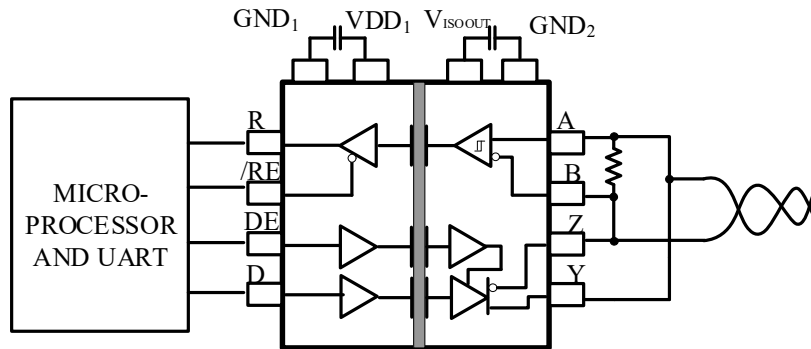 GND1 VDD1 VISOOUT GND2
R A
/RE B
MICRO-
PROCESSOR
AND UART
DE Z
D Y